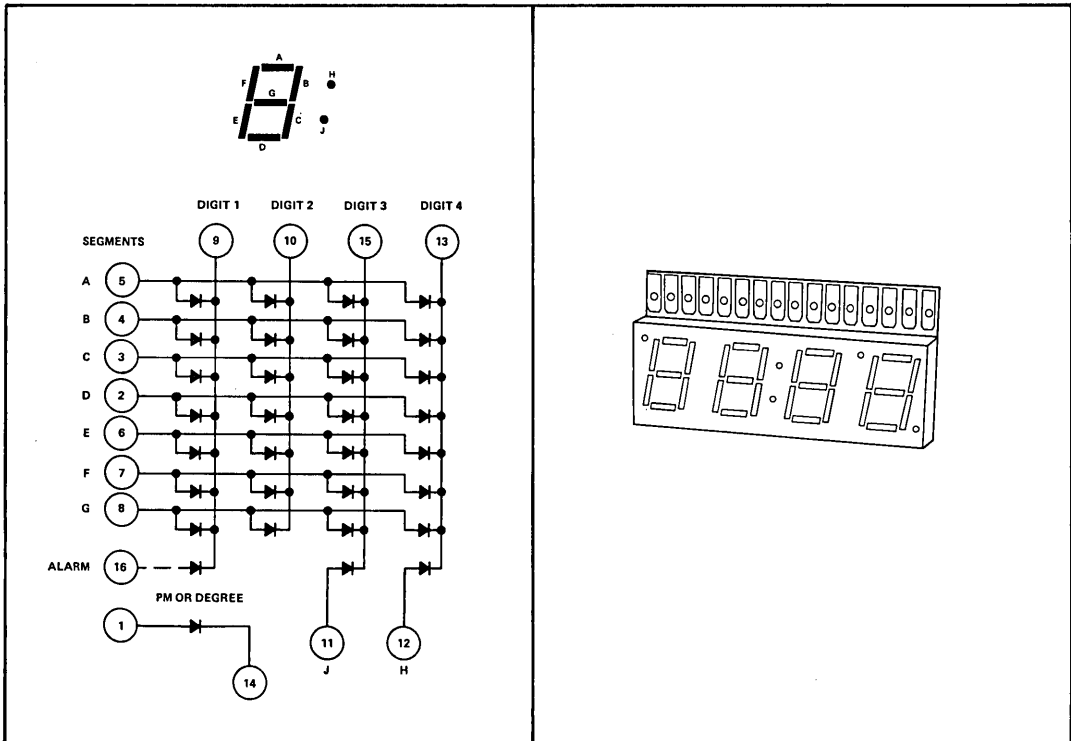 A
F B H
G
E C J
D
DIGIT 1 DIGIT 2 DIGIT 3 DIGIT 4
SEGMENTS 9 10 15 13
A 5
B 4
C 3
D 2
E 6
F 7
G 8
ALARM 16
PM OR DEGREE
1
11 12
J H
14